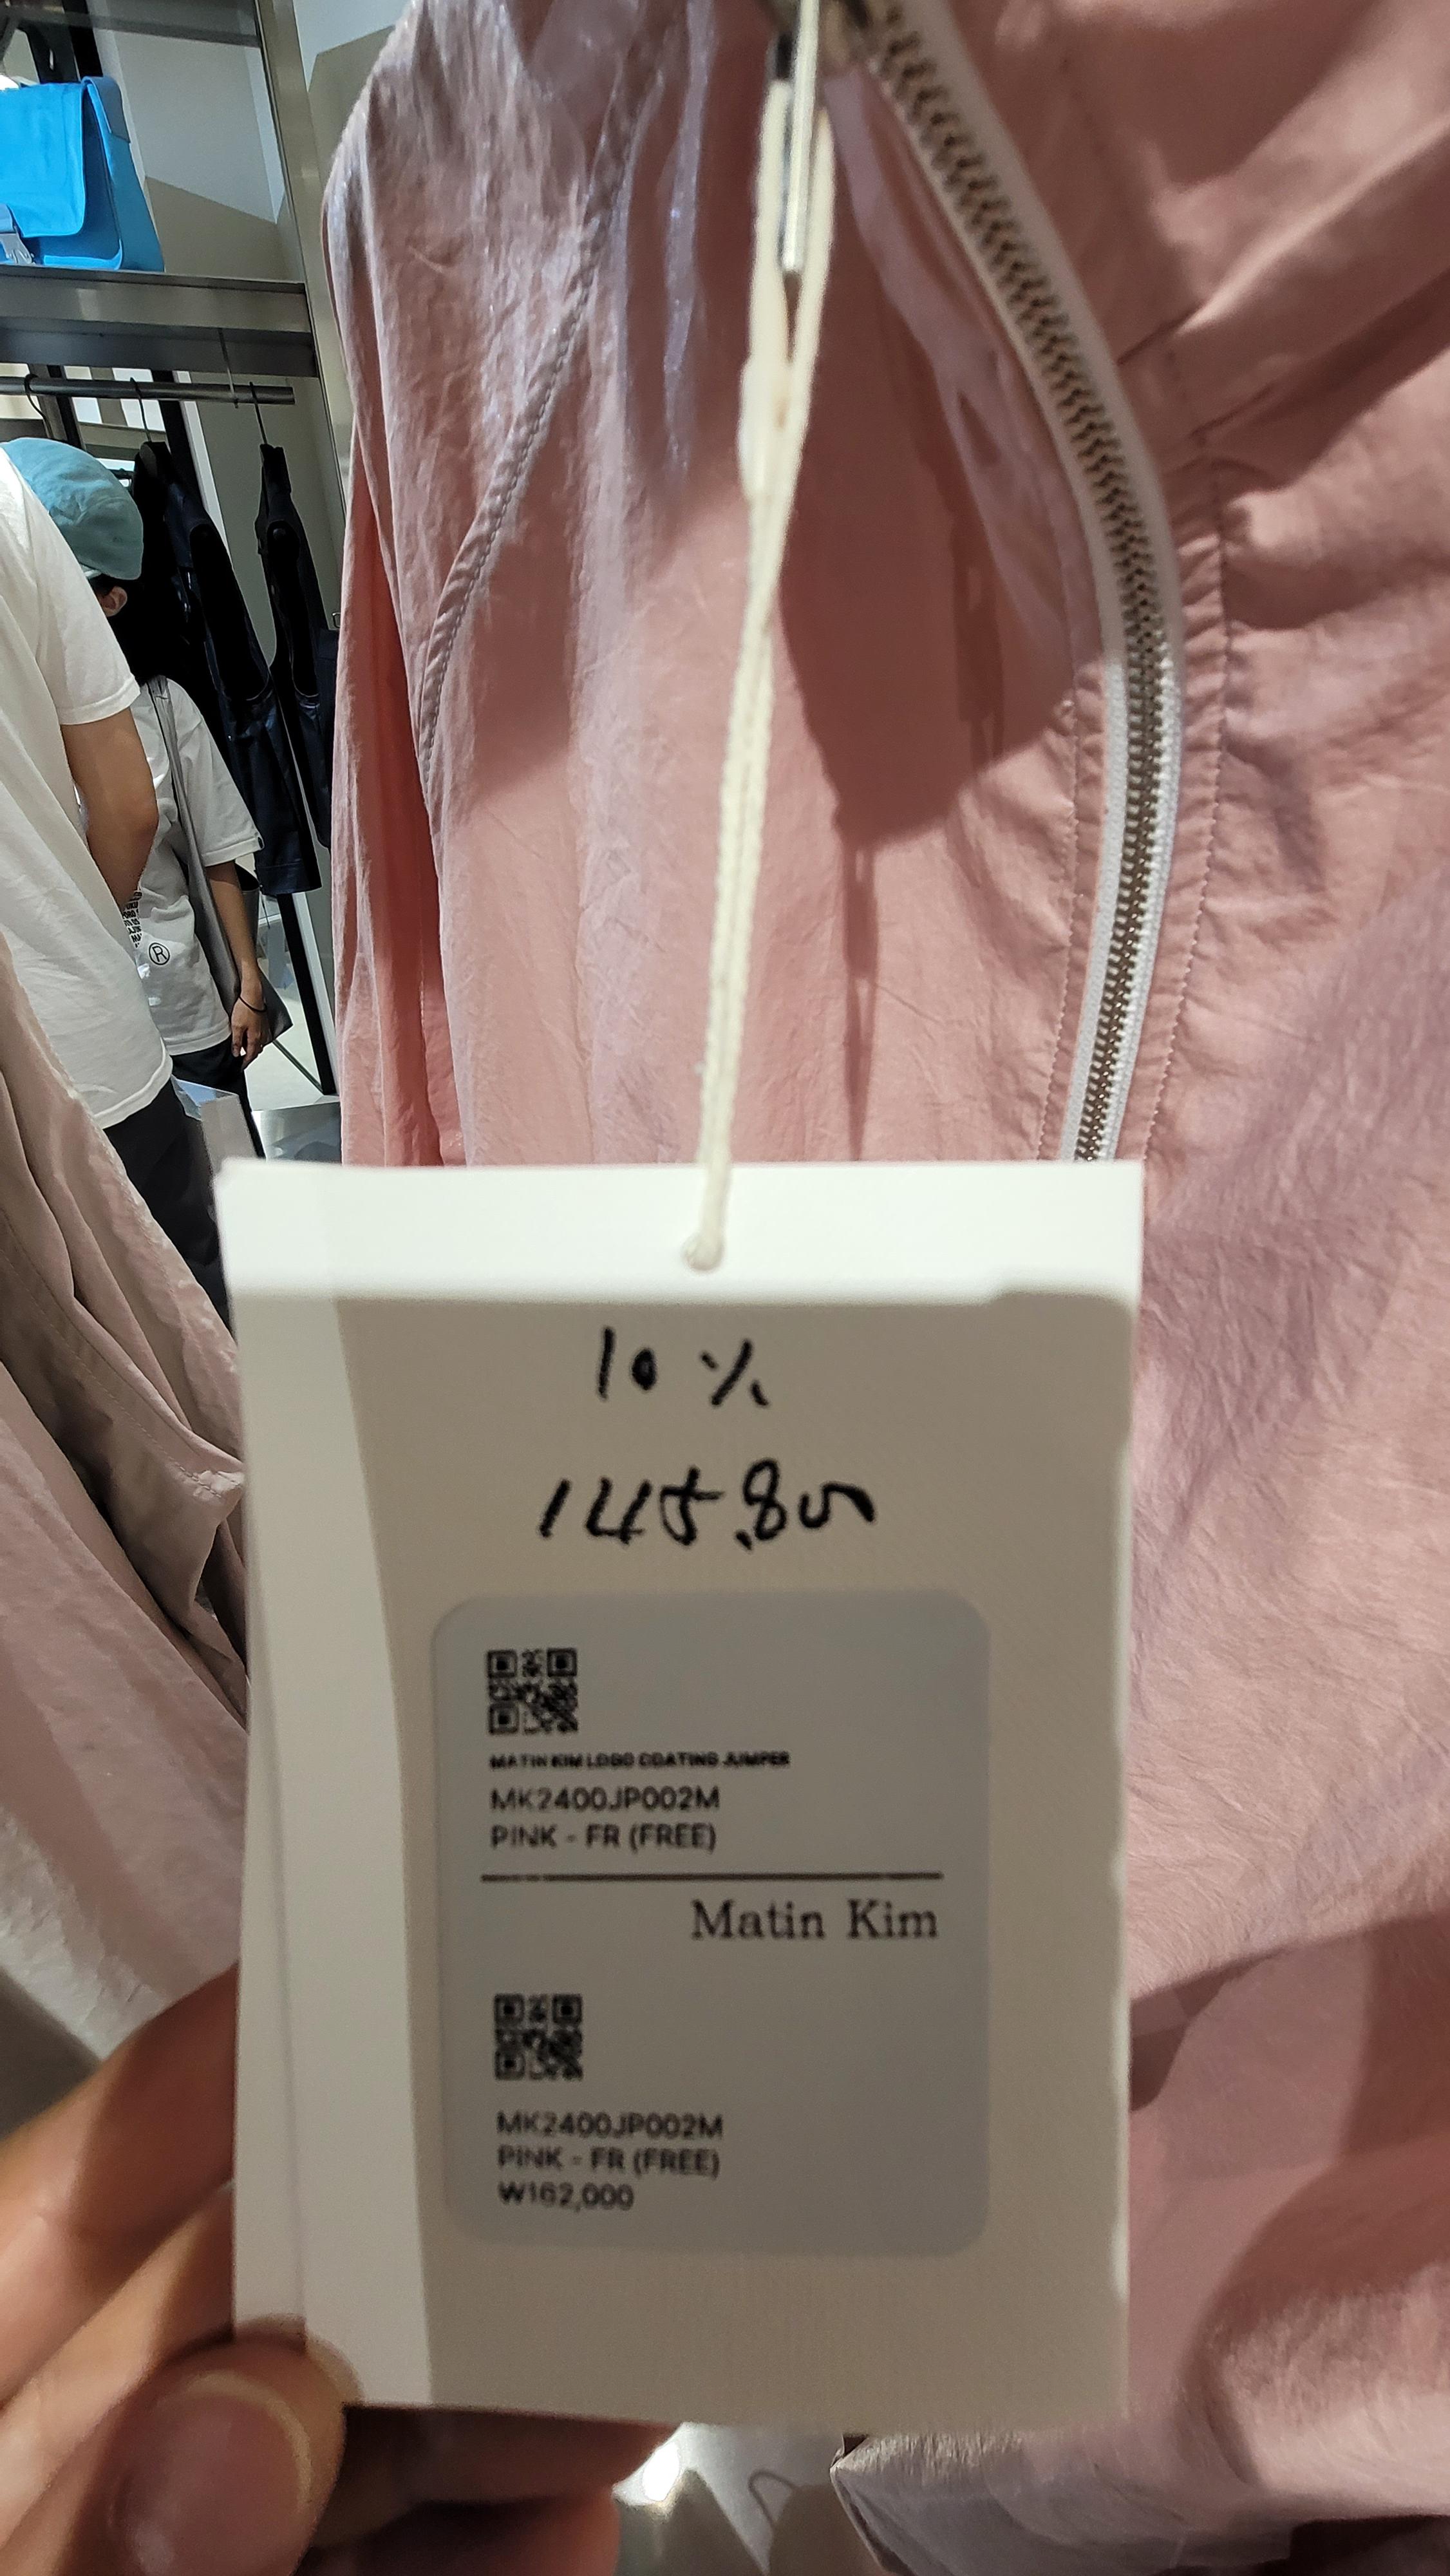 10%
145.800
MATIN KIM LOGO COATING JUMPER
MK2400JP002M
PINK - FR (FREE)
Matin Kim
MK2400JP002M
PINK - FR (FREE)
₩162,000
®